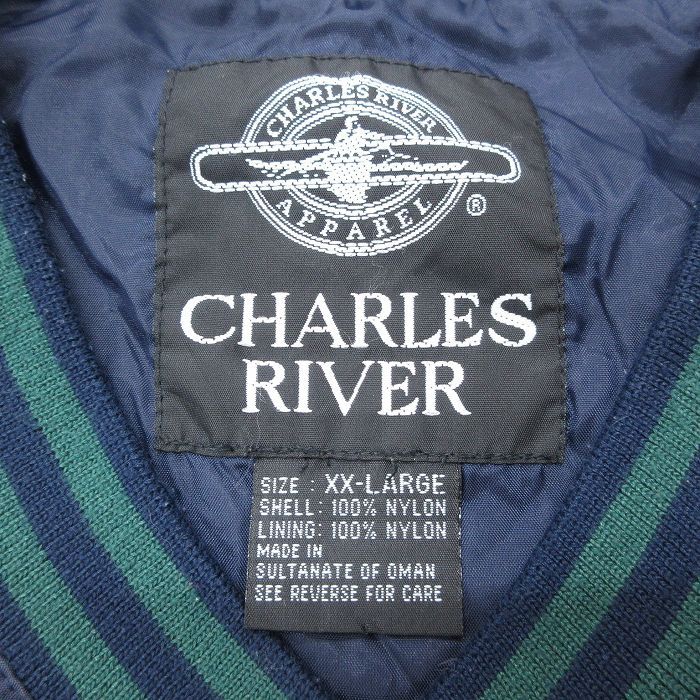 CHARLES RIVER
APPAREL ®
CHARLES
RIVER
SIZE : XX-LARGE
SHELL: 100% NYLON
LINING: 100% NYLON
MADE IN
SULTANATE OF OMAN
SEE REVERSE FOR CARE